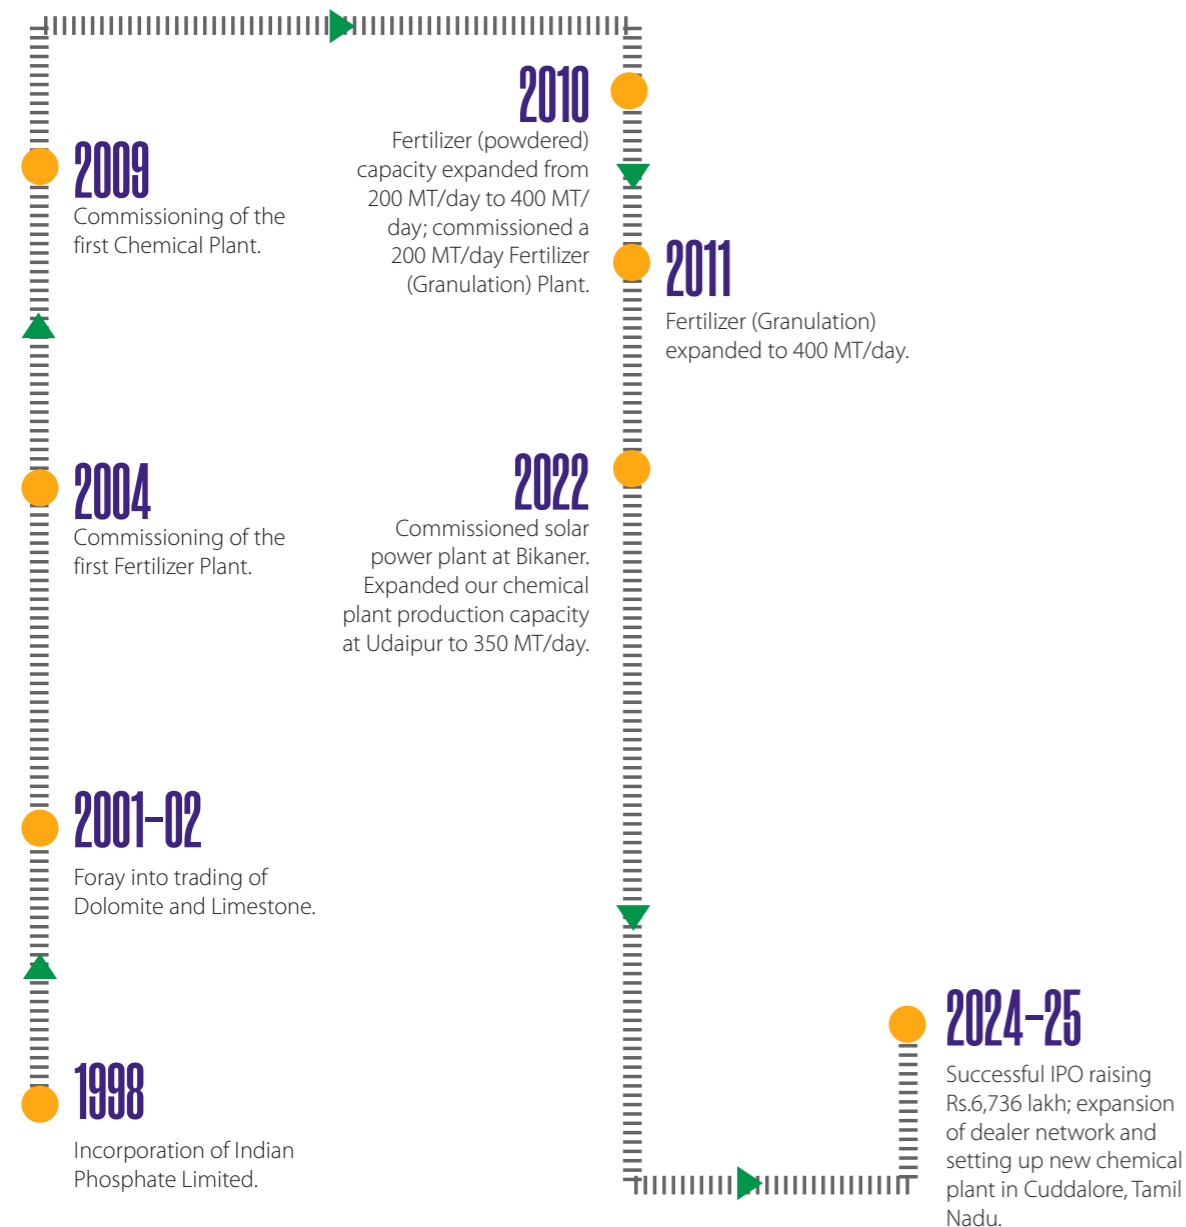 1998
Incorporation of Indian
Phosphate Limited.
2001-02
Foray into trading of
Dolomite and Limestone.
2004
Commissioning of the
first Fertilizer Plant.
2009
Commissioning of the
first Chemical Plant.
2010
Fertilizer (powdered)
capacity expanded from
200 MT/day to 400 MT/
day; commissioned a
200 MT/day Fertilizer
(Granulation) Plant.
2011
Fertilizer (Granulation)
expanded to 400 MT/day.
2022
Commissioned solar
power plant at Bikaner.
Expanded our chemical
plant production capacity
at Udaipur to 350 MT/day.
2024-25
Successful IPO raising
Rs.6,736 lakh; expansion
of dealer network and
setting up new chemical
plant in Cuddalore, Tamil
Nadu.